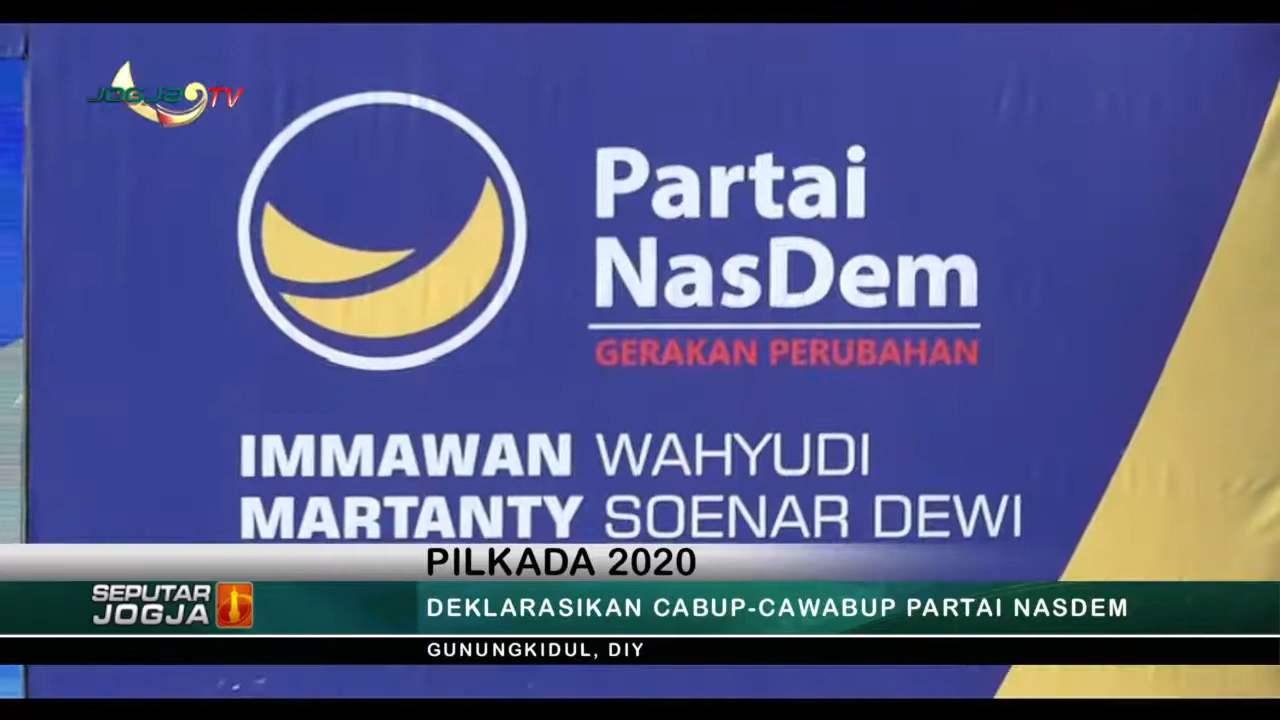 JOGJA TV
Partai
NasDem
GERAKAN PERUBAHAN
IMMAWAN WAHYUDI
MARTANTY SOENAR DEWI
PILKADA 2020
SEPUTAR
JOGJA
DEKLARASIKAN CABUP-CAWABUP PARTAI NASDEM
GUNUNGKIDUL, DIY